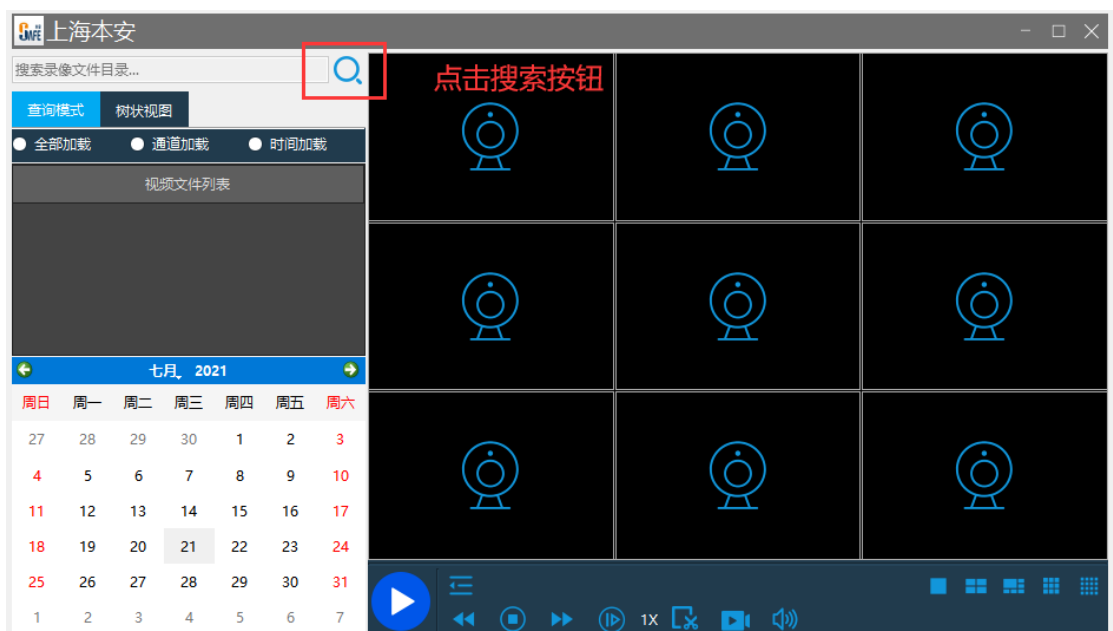 SAFE 上海本安
搜索录像文件目录...
点击搜索按钮
查询模式 树状视图
全部加载 通道加载 时间加载
视频文件列表
七月, 2021
周日 周一 周二 周三 周四 周五 周六
27 28 29 30 1 2 3
4 5 6 7 8 9 10
11 12 13 14 15 16 17
18 19 20 21 22 23 24
25 26 27 28 29 30 31
1 2 3 4 5 6 7
1X